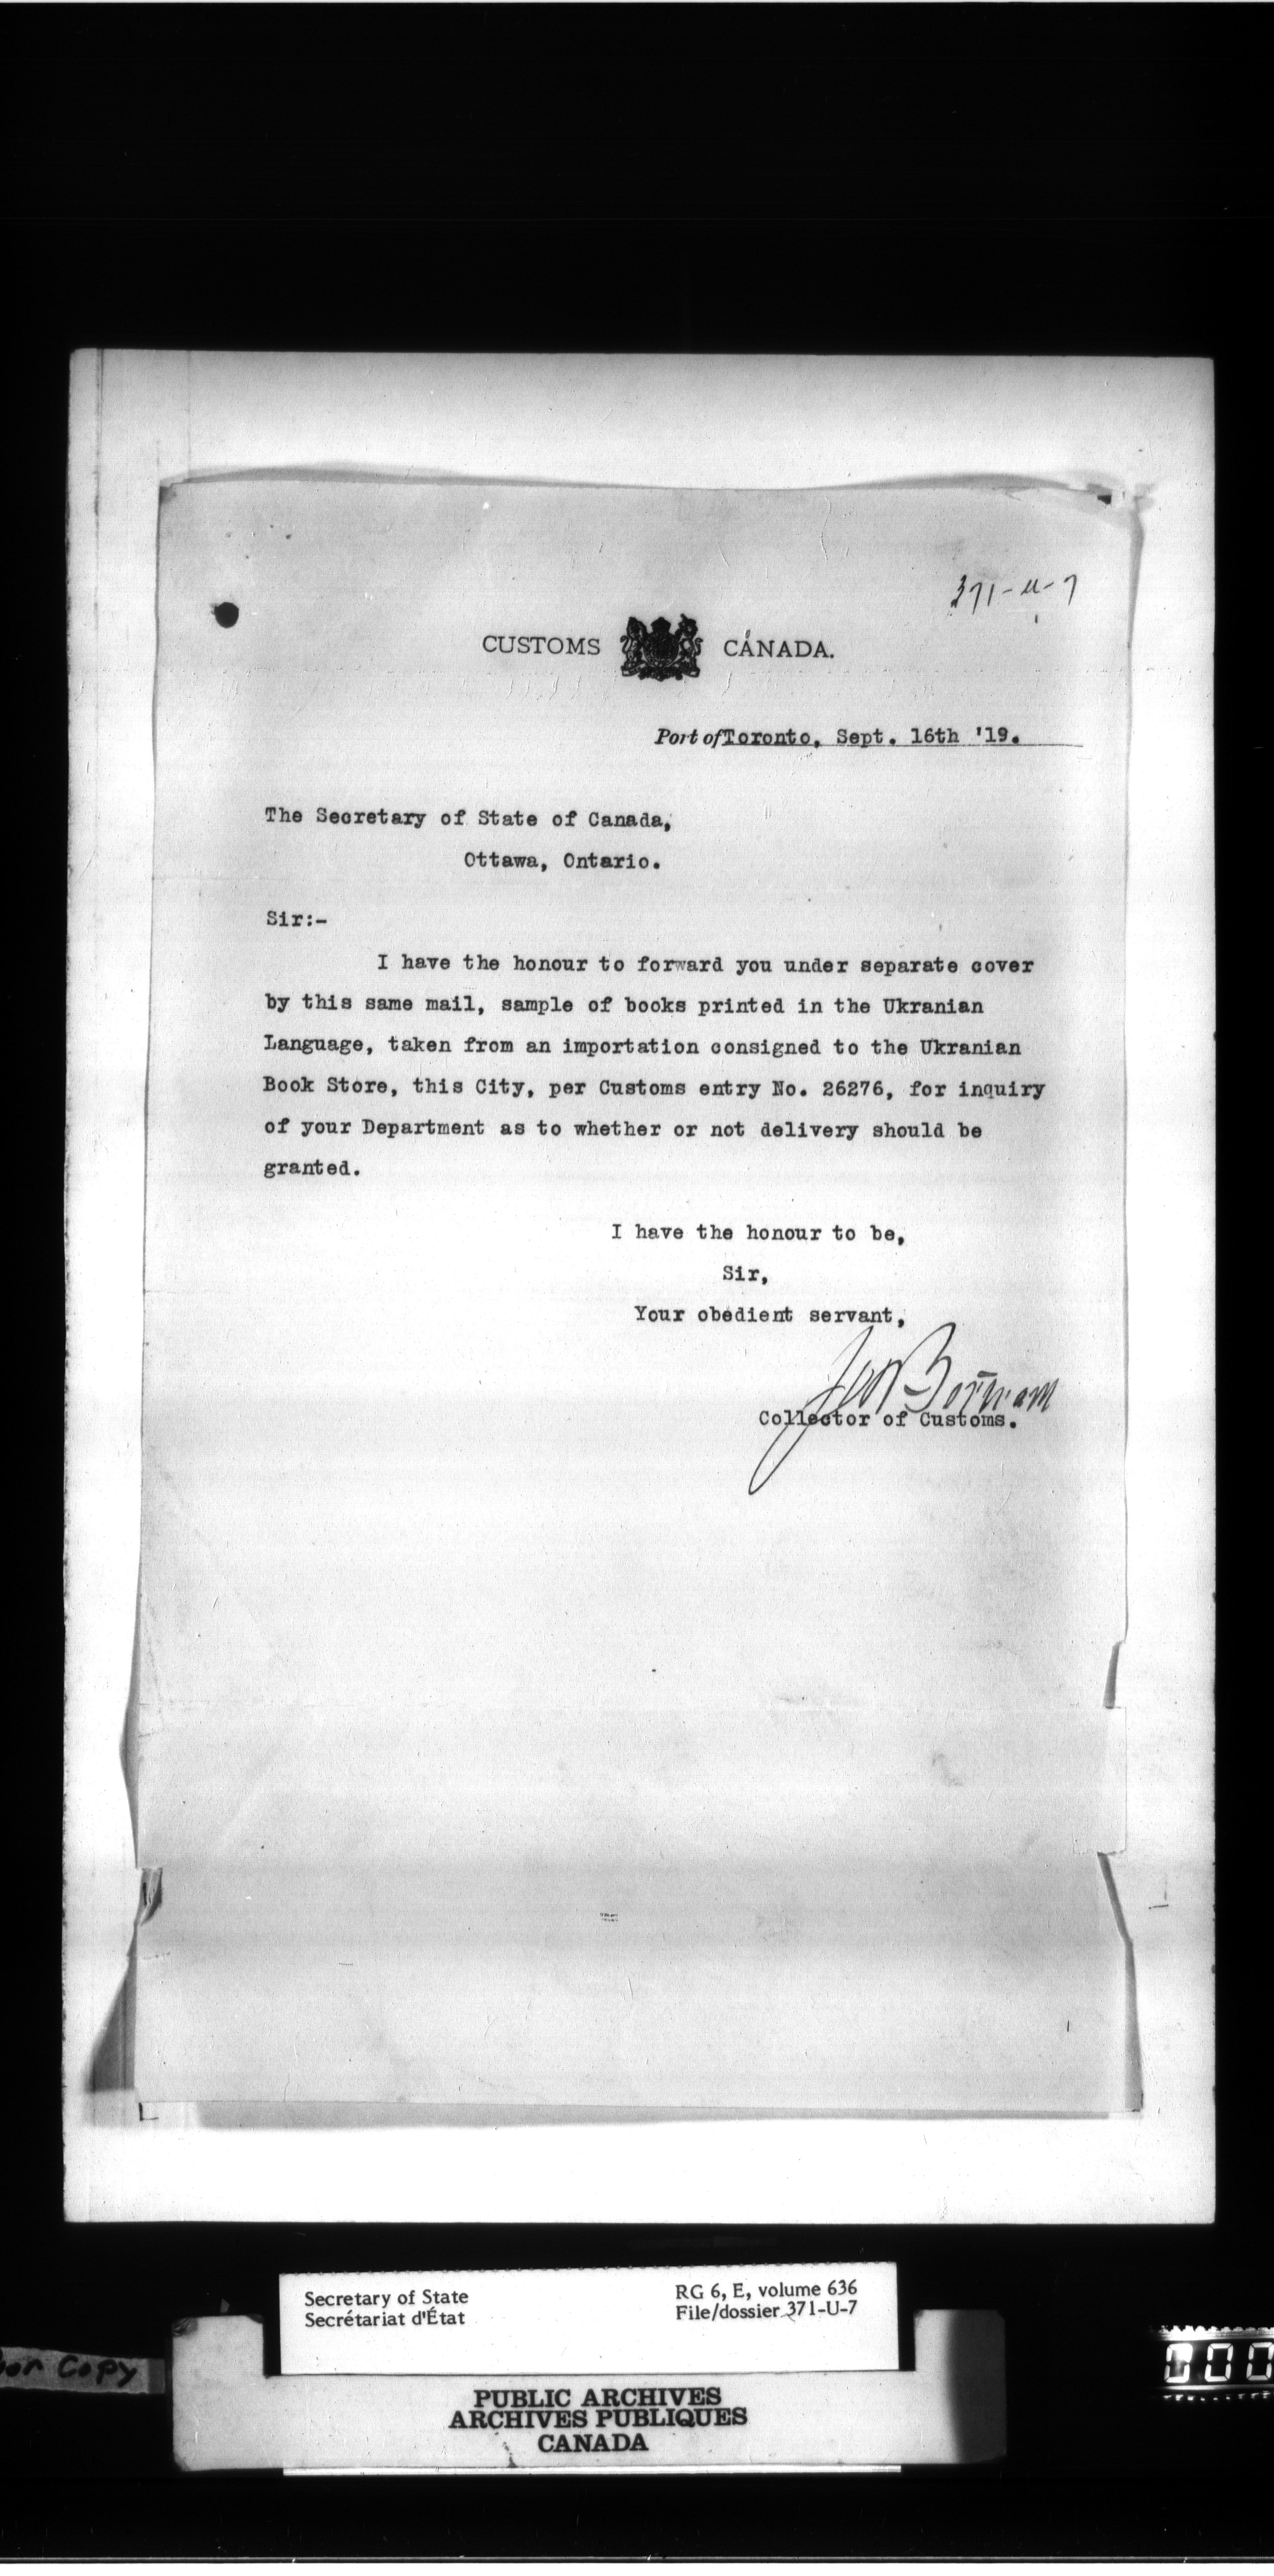 371-U-7
CUSTOMS CANADA.
Port of Toronto, Sept. 16th '19.
The Secretary of State of Canada,
Ottawa, Ontario.
Sir:-
I have the honour to forward you under separate cover
by this same mail, sample of books printed in the Ukranian
Language, taken from an importation consigned to the Ukranian
Book Store, this City, per Customs entry No. 26276, for inquiry
of your Department as to whether or not delivery should be
granted.
I have the honour to be,
Sir,
Your obedient servant,
Collector of Customs.
Secretary of State
Secrétariat d'État
RG 6, E, volume 636
File/dossier 371-U-7
Copy
PUBLIC ARCHIVES
ARCHIVES PUBLIQUES
CANADA
000